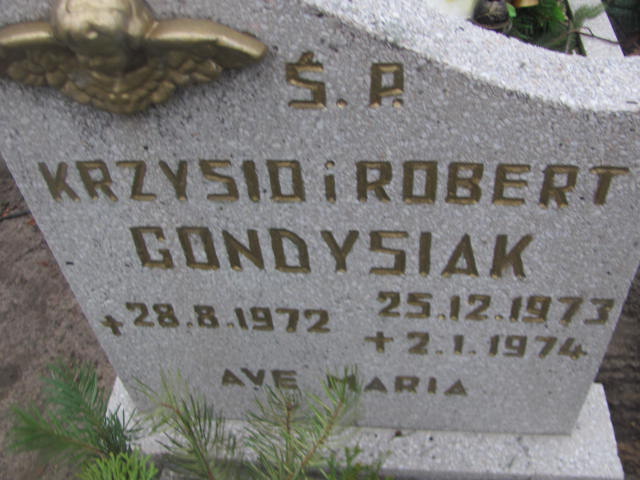 Ś. P.
KRZYSIO i ROBERT
GONDYSIAK
+ 28.8.1972 25.12.1973
+ 2.1.1974
AVE MARIA